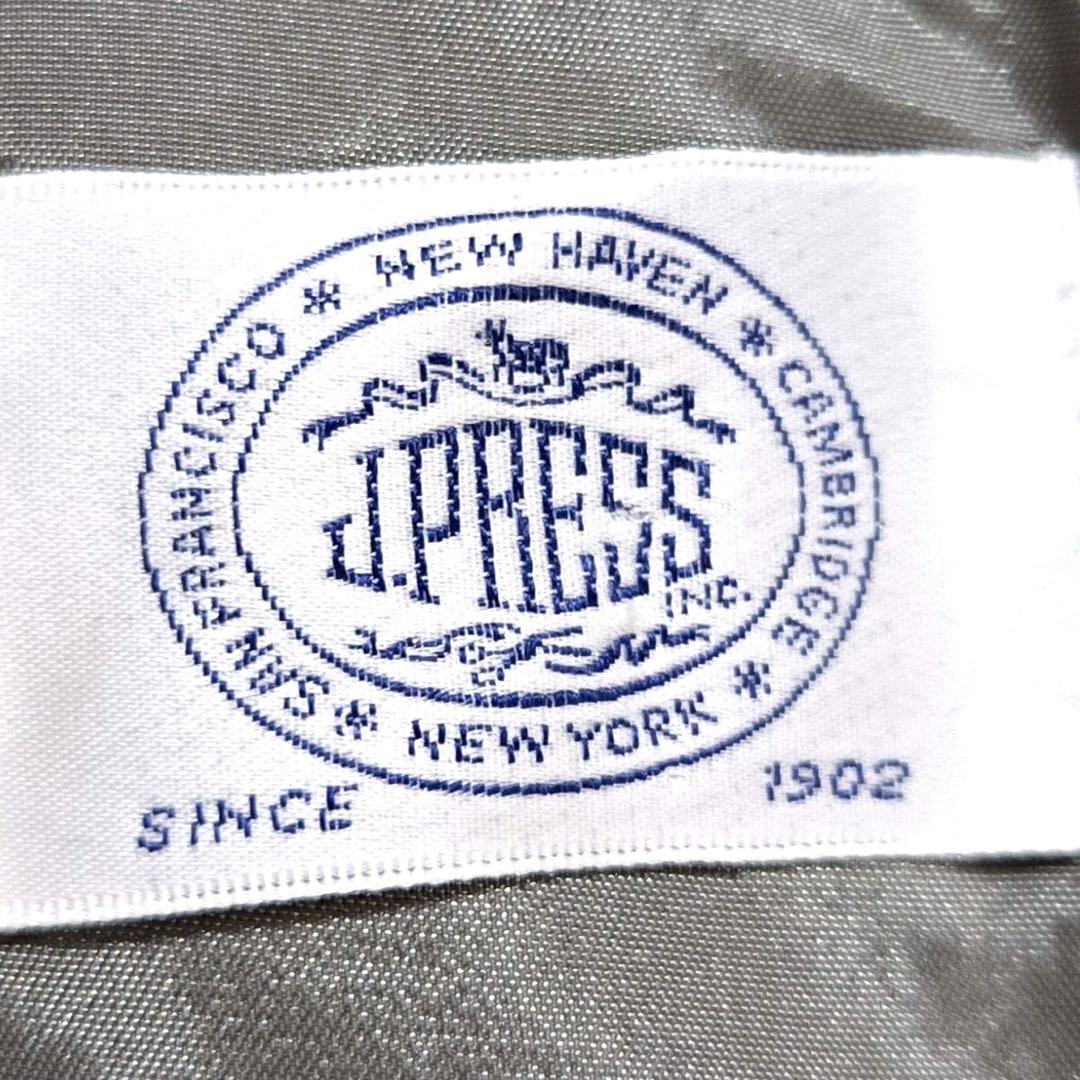 * NEW HAVEN * CAMBRIDGE * NEW YORK * SAN FRANCISCO
J.PRESS
INC.
SINCE 1902